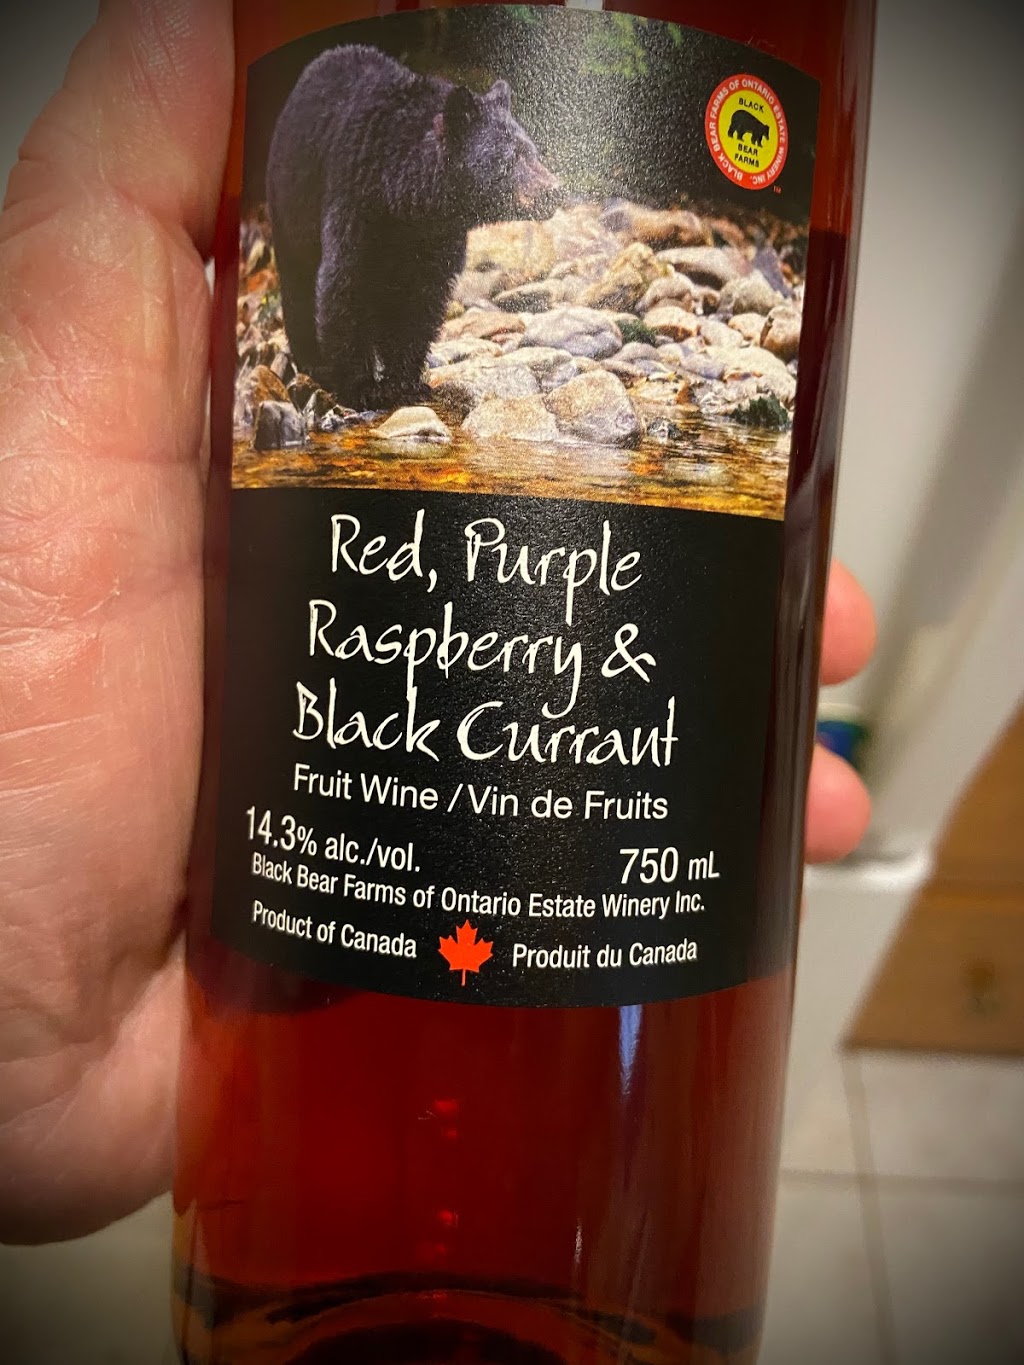 BLACK BEAR FARMS OF ONTARIO ESTATE WINERY INC.
BLACK
BEAR
FARMS
TM
Red, Purple
Raspberry &
Black Currant
Fruit Wine / Vin de Fruits
14.3% alc./vol.
750 mL
Black Bear Farms of Ontario Estate Winery Inc.
Product of Canada
Produit du Canada